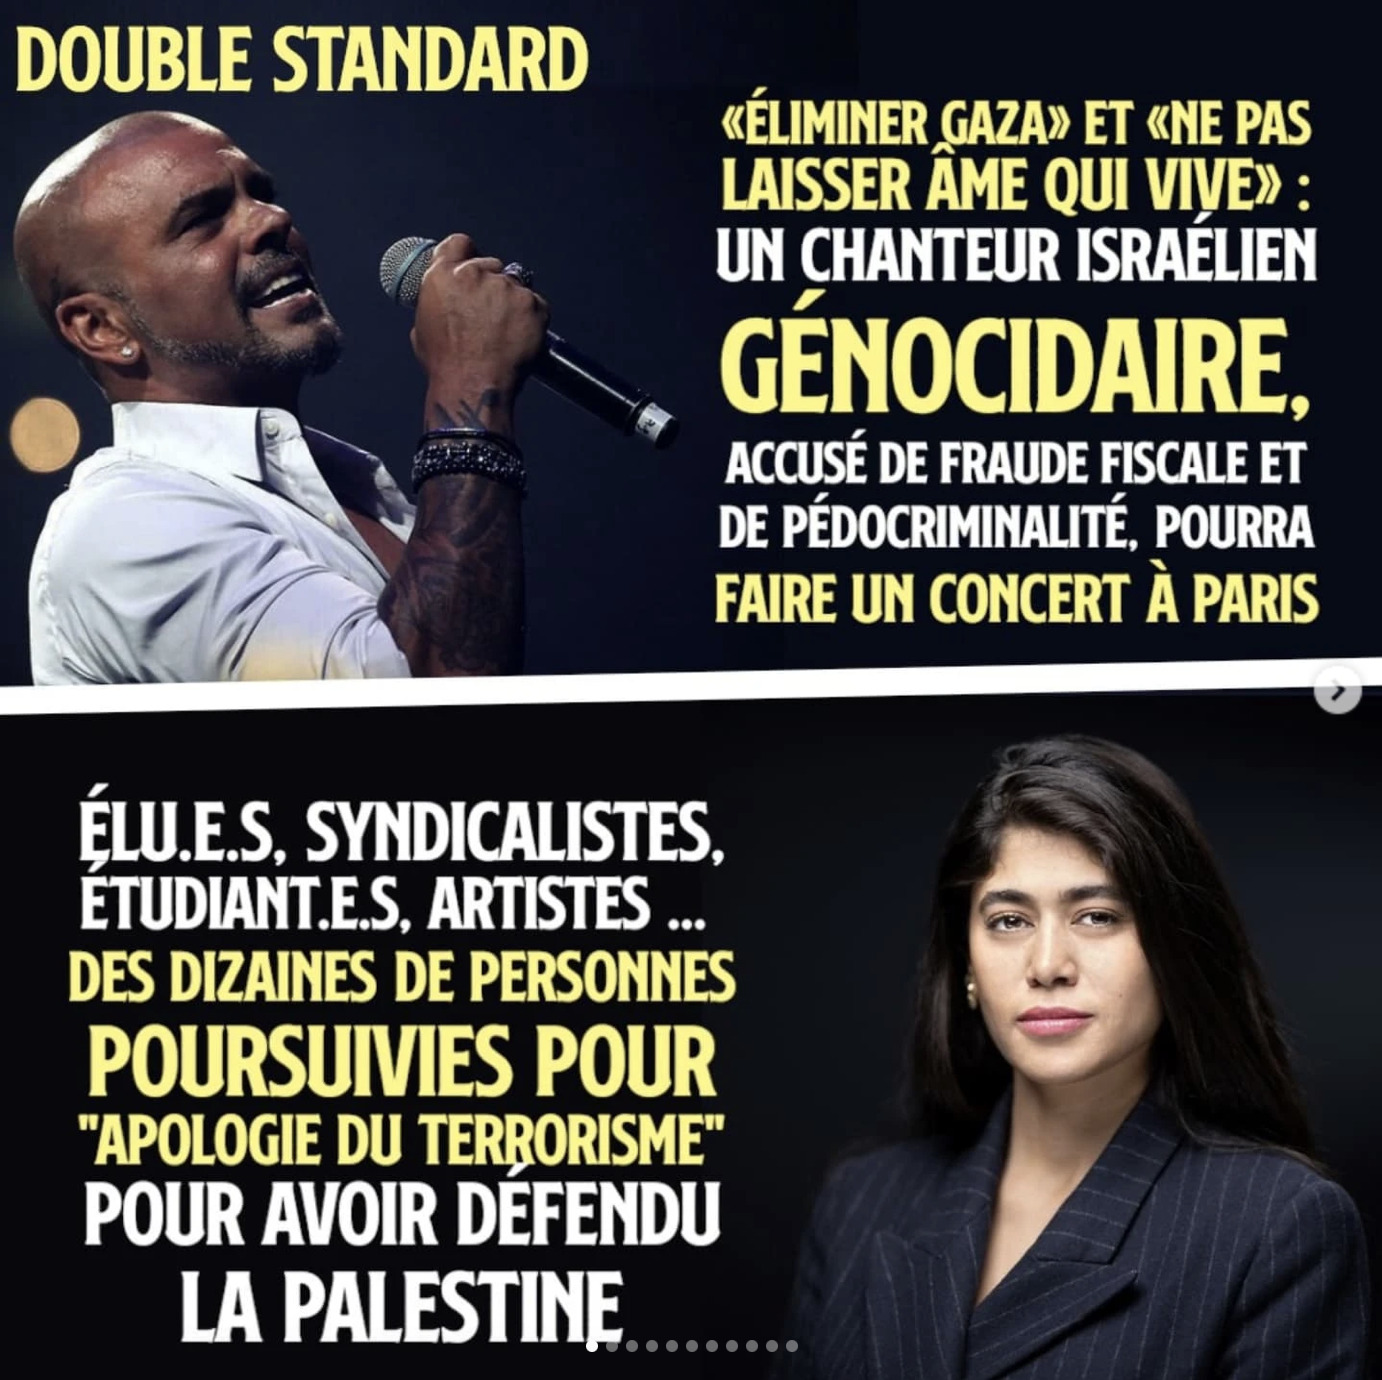 DOUBLE STANDARD
«ÉLIMINER GAZA» ET «NE PAS
LAISSER ÂME QUI VIVE» :
UN CHANTEUR ISRAÉLIEN
GÉNOCIDAIRE,
ACCUSÉ DE FRAUDE FISCALE ET
DE PÉDOCRIMINALITÉ, POURRA
FAIRE UN CONCERT À PARIS
ÉLU.E.S, SYNDICALISTES,
ÉTUDIANT.E.S, ARTISTES ...
DES DIZAINES DE PERSONNES
POURSUIVIES POUR
"APOLOGIE DU TERRORISME"
POUR AVOIR DÉFENDU
LA PALESTINE